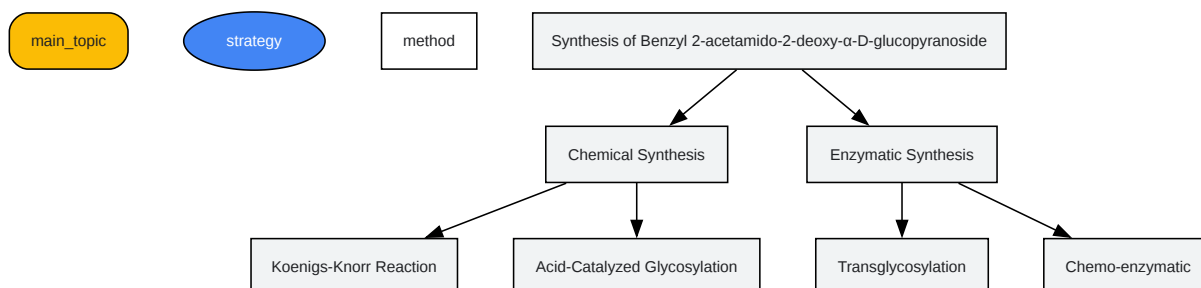 main_topic
strategy
method
Synthesis of Benzyl 2-acetamido-2-deoxy-α-D-glucopyranoside
Chemical Synthesis
Enzymatic Synthesis
Koenigs-Knorr Reaction
Acid-Catalyzed Glycosylation
Transglycosylation
Chemo-enzymatic